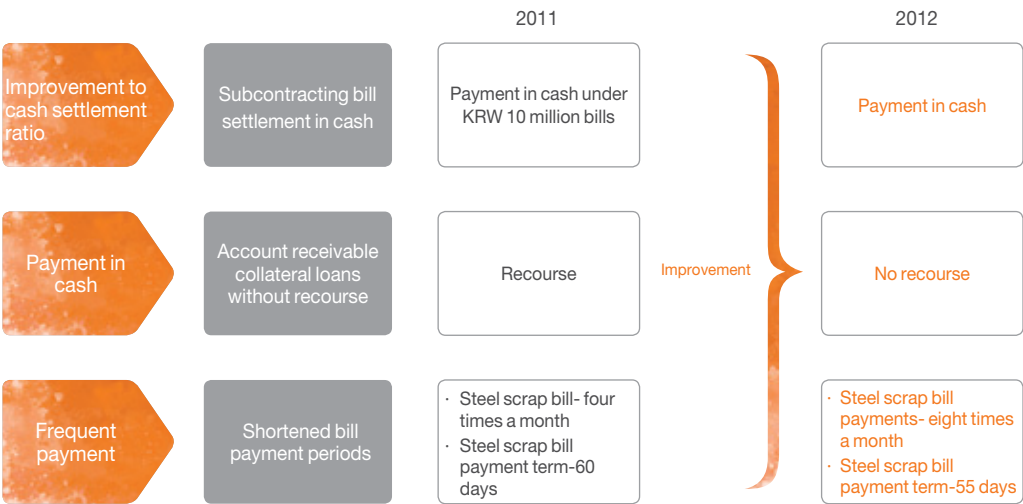 2011
2012
Improvement to
cash settlement
ratio
Subcontracting bill
settlement in cash
Payment in cash under
KRW 10 million bills
Payment in cash
Payment in
cash
Account receivable
collateral loans
without recourse
Recourse
Improvement
No recourse
Frequent
payment
Shortened bill
payment periods
· Steel scrap bill- four
times a month
· Steel scrap bill
payment term-60
days
· Steel scrap bill
payments- eight times
a month
· Steel scrap bill
payment term-55 days